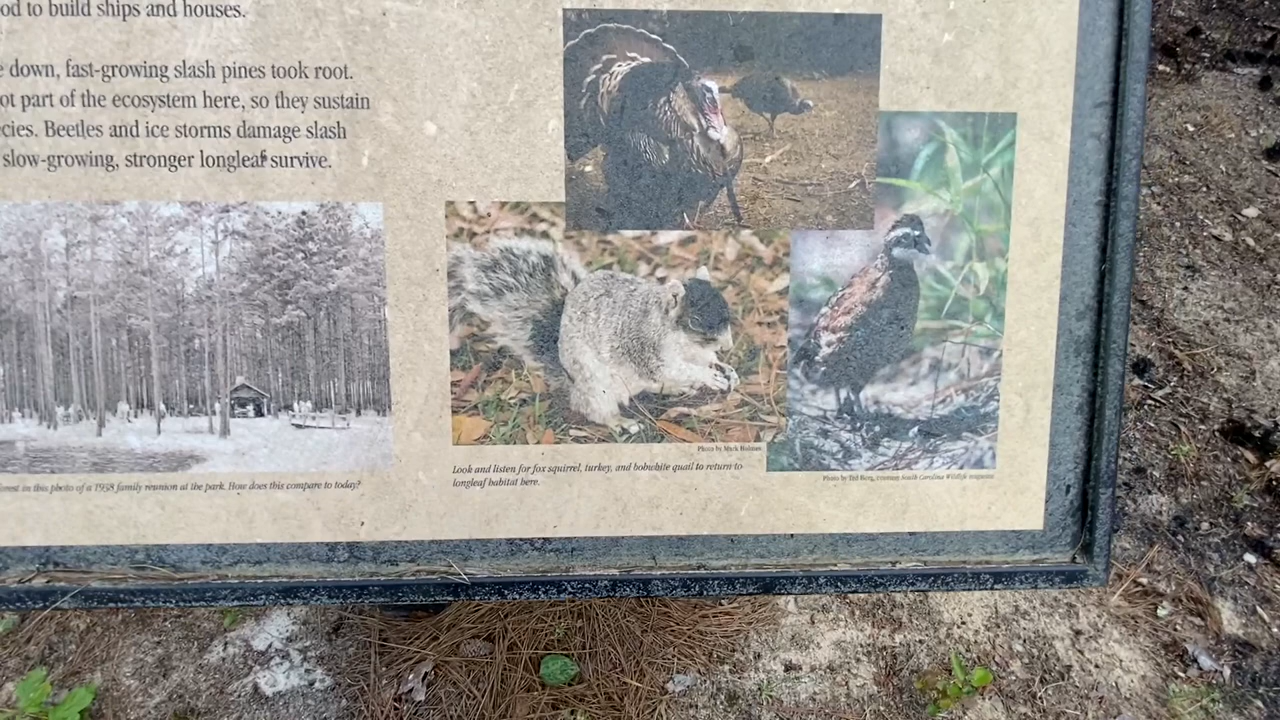 od to build ships and houses.
e down, fast-growing slash pines took root.
ot part of the ecosystem here, so they sustain
cies. Beetles and ice storms damage slash
slow-growing, stronger longleaf survive.
Photo by Mark Holmes
Look and listen for fox squirrel, turkey, and bobwhite quail to return to
longleaf habitat here.
Photo by Ted Borg, courtesy South Carolina Wildlife magazine
orest in this photo of a 1938 family reunion at the park. How does this compare to today?